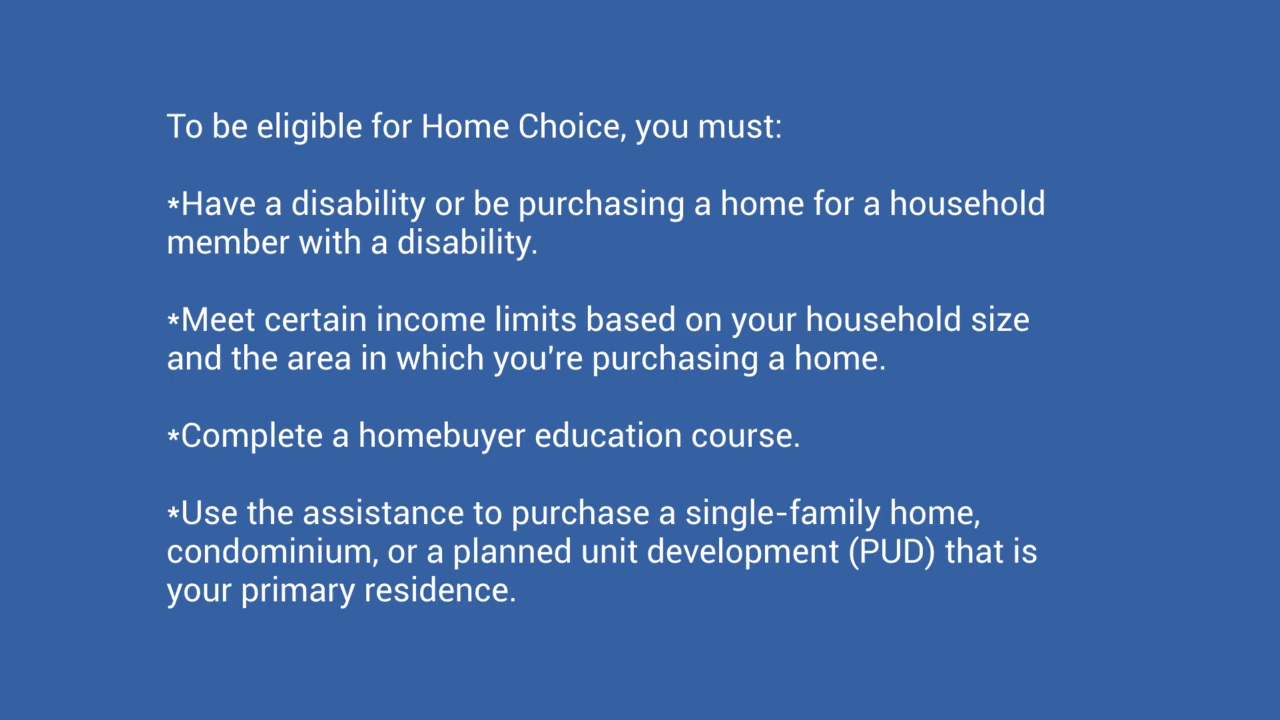 To be eligible for Home Choice, you must:
*Have a disability or be purchasing a home for a household
member with a disability.
*Meet certain income limits based on your household size
and the area in which you're purchasing a home.
*Complete a homebuyer education course.
*Use the assistance to purchase a single-family home,
condominium, or a planned unit development (PUD) that is
your primary residence.